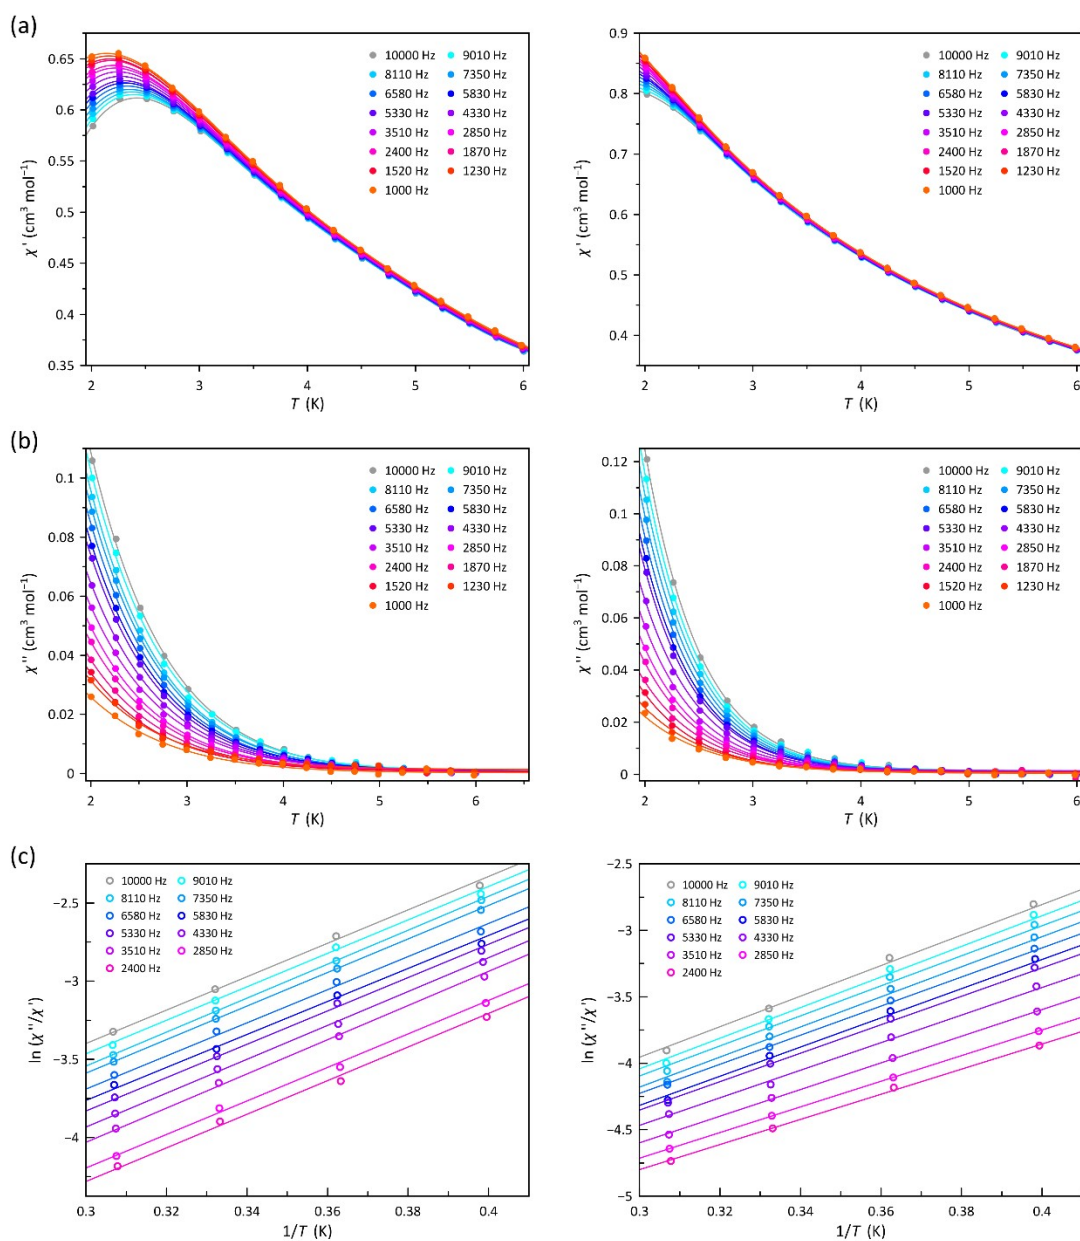 (a)
0.65
0.6
0.55
0.5
0.45
0.4
0.35
χ' (cm³ mol⁻¹)
10000 Hz 9010 Hz
8110 Hz 7350 Hz
6580 Hz 5830 Hz
5330 Hz 4330 Hz
3510 Hz 2850 Hz
2400 Hz 1870 Hz
1520 Hz 1230 Hz
1000 Hz
2 3 4 5 6
T (K)
0.9
0.8
0.7
0.6
0.5
0.4
χ' (cm³ mol⁻¹)
10000 Hz 9010 Hz
8110 Hz 7350 Hz
6580 Hz 5830 Hz
5330 Hz 4330 Hz
3510 Hz 2850 Hz
2400 Hz 1870 Hz
1520 Hz 1230 Hz
1000 Hz
2 3 4 5 6
T (K)
(b)
0.1
0.08
0.06
0.04
0.02
0
χ'' (cm³ mol⁻¹)
10000 Hz 9010 Hz
8110 Hz 7350 Hz
6580 Hz 5830 Hz
5330 Hz 4330 Hz
3510 Hz 2850 Hz
2400 Hz 1870 Hz
1520 Hz 1230 Hz
1000 Hz
2 3 4 5 6
T (K)
0.12
0.1
0.08
0.06
0.04
0.02
0
χ'' (cm³ mol⁻¹)
10000 Hz 9010 Hz
8110 Hz 7350 Hz
6580 Hz 5830 Hz
5330 Hz 4330 Hz
3510 Hz 2850 Hz
2400 Hz 1870 Hz
1520 Hz 1230 Hz
1000 Hz
2 3 4 5 6
T (K)
(c)
−2.5
−3
−3.5
−4
ln (χ''/χ')
10000 Hz 9010 Hz
8110 Hz 7350 Hz
6580 Hz 5830 Hz
5330 Hz 4330 Hz
3510 Hz 2850 Hz
2400 Hz
0.3 0.32 0.34 0.36 0.38 0.4
1/T (K)
−2.5
−3
−3.5
−4
−4.5
−5
ln (χ''/χ')
10000 Hz 9010 Hz
8110 Hz 7350 Hz
6580 Hz 5830 Hz
5330 Hz 4330 Hz
3510 Hz 2850 Hz
2400 Hz
0.3 0.32 0.34 0.36 0.38 0.4
1/T (K)